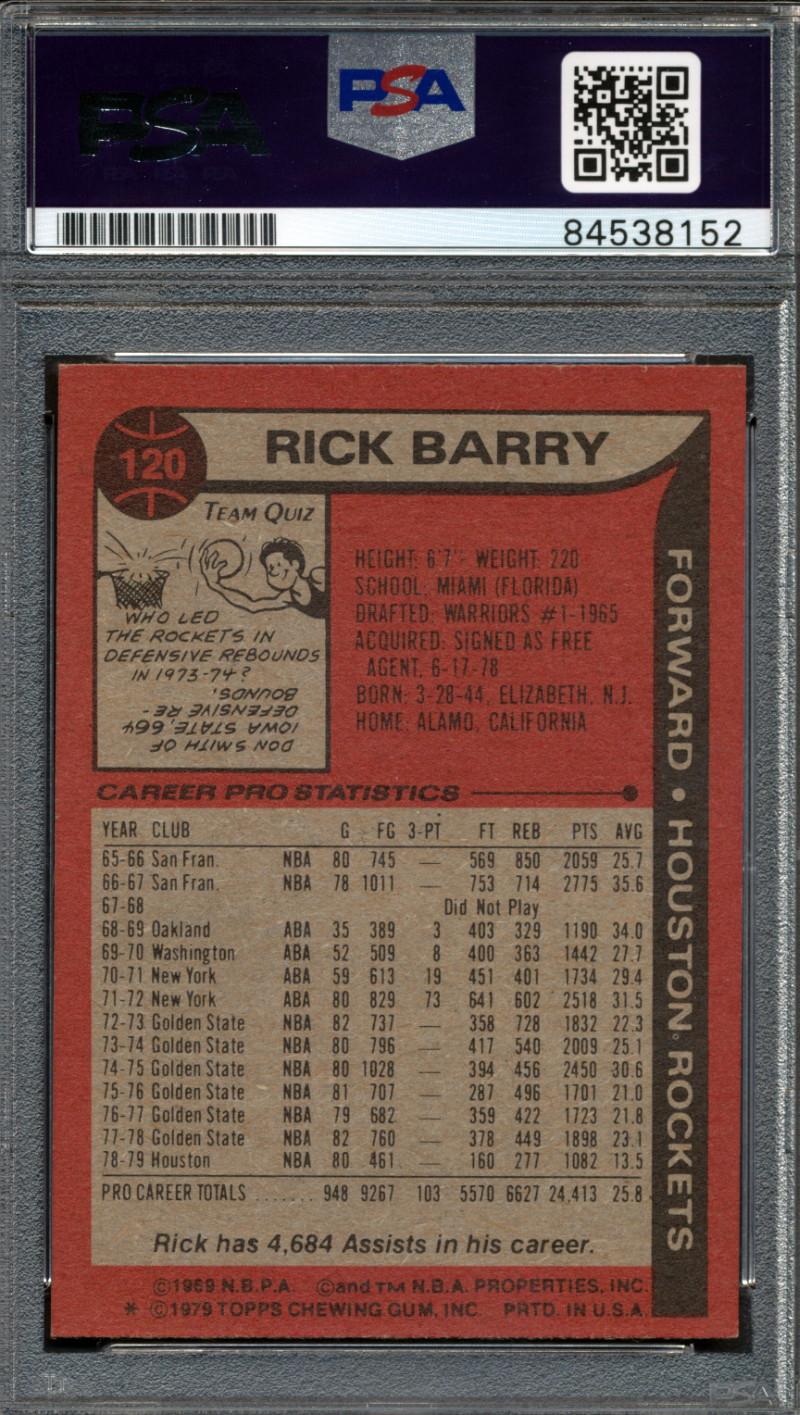 PSA
PSA
84538152
120
RICK BARRY
TEAM QUIZ
WHO LED
THE ROCKETS IN
DEFENSIVE REBOUNDS
IN 1973-74?
DON SMITH OF
IOWA STATE, 664
DEFENSIVE RE-
BOUNDS.
HEIGHT: 6'7" WEIGHT: 220
SCHOOL: MIAMI (FLORIDA)
DRAFTED: WARRIORS #1-1965
ACQUIRED: SIGNED AS FREE
AGENT, 6-17-78
BORN: 3-28-44, ELIZABETH, N.J.
HOME: ALAMO, CALIFORNIA
FORWARD • HOUSTON ROCKETS
CAREER PRO STATISTICS
YEAR CLUB G FG 3-PT FT REB PTS AVG
65-66 San Fran. NBA 80 745 — 569 850 2059 25.7
66-67 San Fran. NBA 78 1011 — 753 714 2775 35.6
67-68 Did Not Play
68-69 Oakland ABA 35 389 3 403 329 1190 34.0
69-70 Washington ABA 52 509 8 400 363 1442 27.7
70-71 New York ABA 59 613 19 451 401 1734 29.4
71-72 New York ABA 80 829 73 641 602 2518 31.5
72-73 Golden State NBA 82 737 — 358 728 1832 22.3
73-74 Golden State NBA 80 796 — 417 540 2009 25.1
74-75 Golden State NBA 80 1028 — 394 456 2450 30.6
75-76 Golden State NBA 81 707 — 287 496 1701 21.0
76-77 Golden State NBA 79 682 — 359 422 1723 21.8
77-78 Golden State NBA 82 760 — 378 449 1898 23.1
78-79 Houston NBA 80 461 — 160 277 1082 13.5
PRO CAREER TOTALS ....... 948 9267 103 5570 6627 24,413 25.8
Rick has 4,684 Assists in his career.
©1969 N.B.P.A. ©and TM N.B.A. PROPERTIES, INC.
* ©1979 TOPPS CHEWING GUM, INC. PRTD. IN U.S.A.
PSA